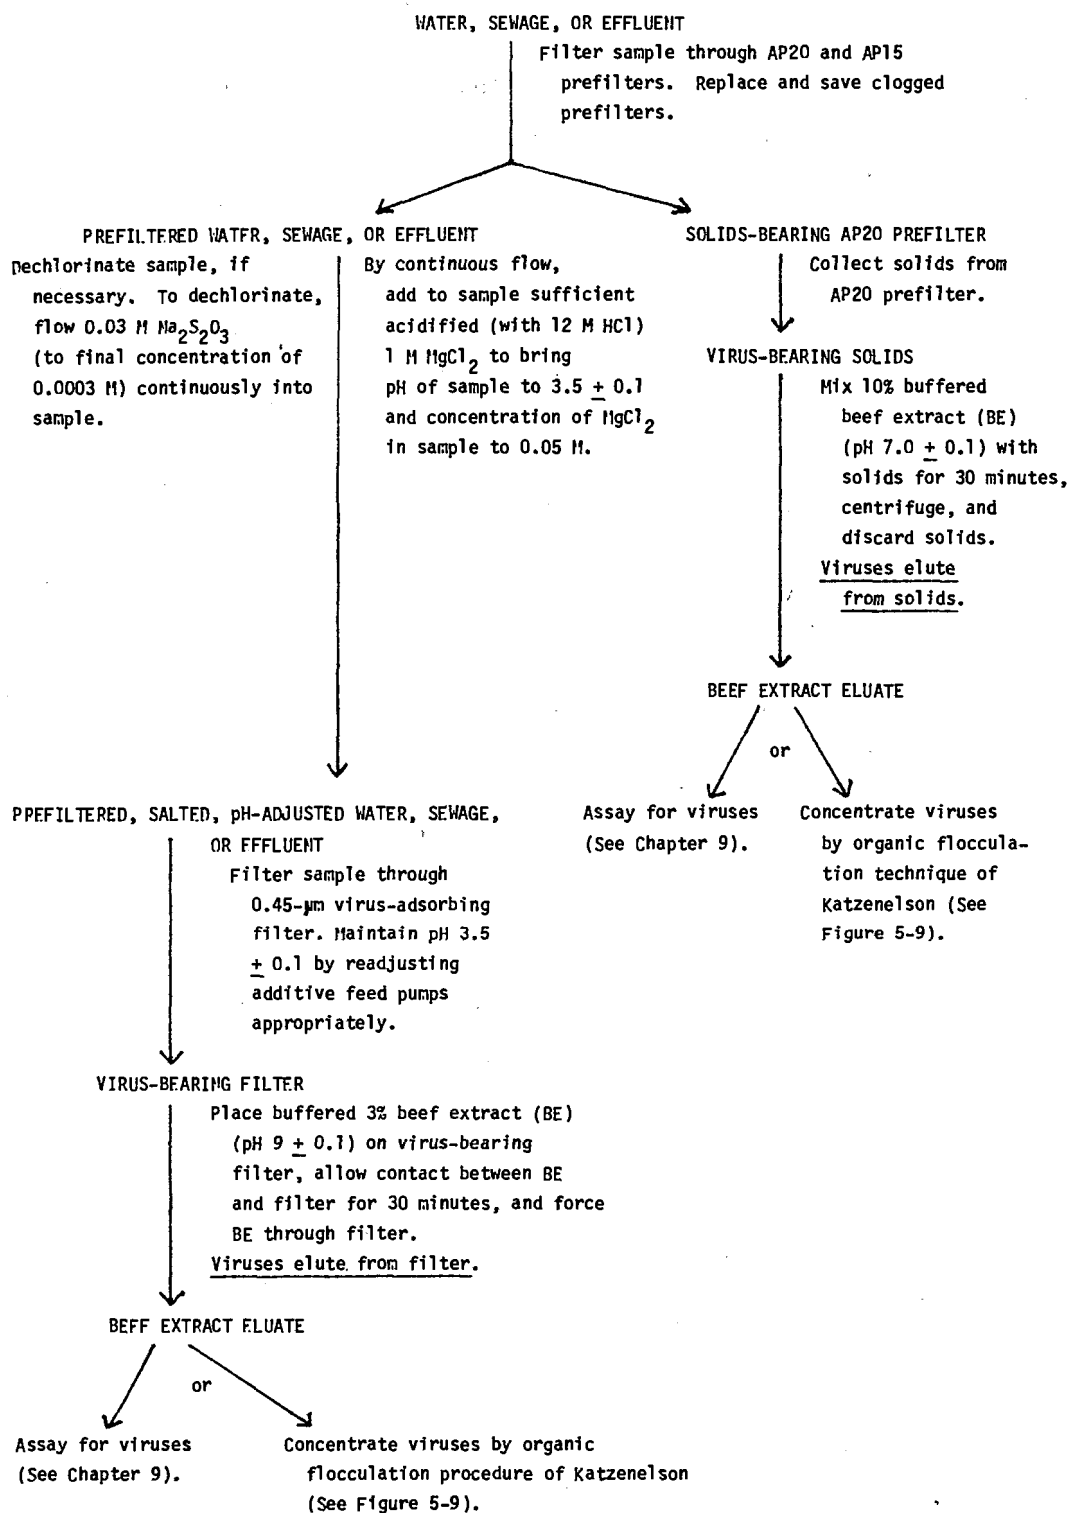 WATER, SEWAGE, OR EFFLUENT
Filter sample through AP20 and AP15
prefilters. Replace and save clogged
prefilters.
PREFILTERED WATFR, SEWAGE, OR EFFLUENT
Dechlorinate sample, if
necessary. To dechlorinate,
flow 0.03 M Na2S2O3
(to final concentration of
0.0003 M) continuously into
sample.
By continuous flow,
add to sample sufficient
acidified (with 12 M HCl)
1 M MgCl2 to bring
pH of sample to 3.5 ± 0.1
and concentration of MgCl2
in sample to 0.05 M.
SOLIDS-BEARING AP20 PREFILTER
Collect solids from
AP20 prefilter.
VIRUS-BEARING SOLIDS
Mix 10% buffered
beef extract (BE)
(pH 7.0 ± 0.1) with
solids for 30 minutes,
centrifuge, and
discard solids.
Viruses elute
from solids.
BEEF EXTRACT ELUATE
or
Assay for viruses
(See Chapter 9).
Concentrate viruses
by organic floccula-
tion technique of
Katzenelson (See
Figure 5-9).
PPEFILTERED, SALTED, pH-ADJUSTED WATER, SEWAGE,
OR FFFLUENT
Filter sample through
0.45-µm virus-adsorbing
filter. Maintain pH 3.5
± 0.1 by readjusting
additive feed pumps
appropriately.
VIRUS-BEARING FILTER
Place buffered 3% beef extract (BE)
(pH 9 ± 0.1) on virus-bearing
filter, allow contact between BE
and filter for 30 minutes, and force
BE through filter.
Viruses elute from filter.
BEFF EXTRACT FLUATE
or
Assay for viruses
(See Chapter 9).
Concentrate viruses by organic
flocculation procedure of Katzenelson
(See Figure 5-9).